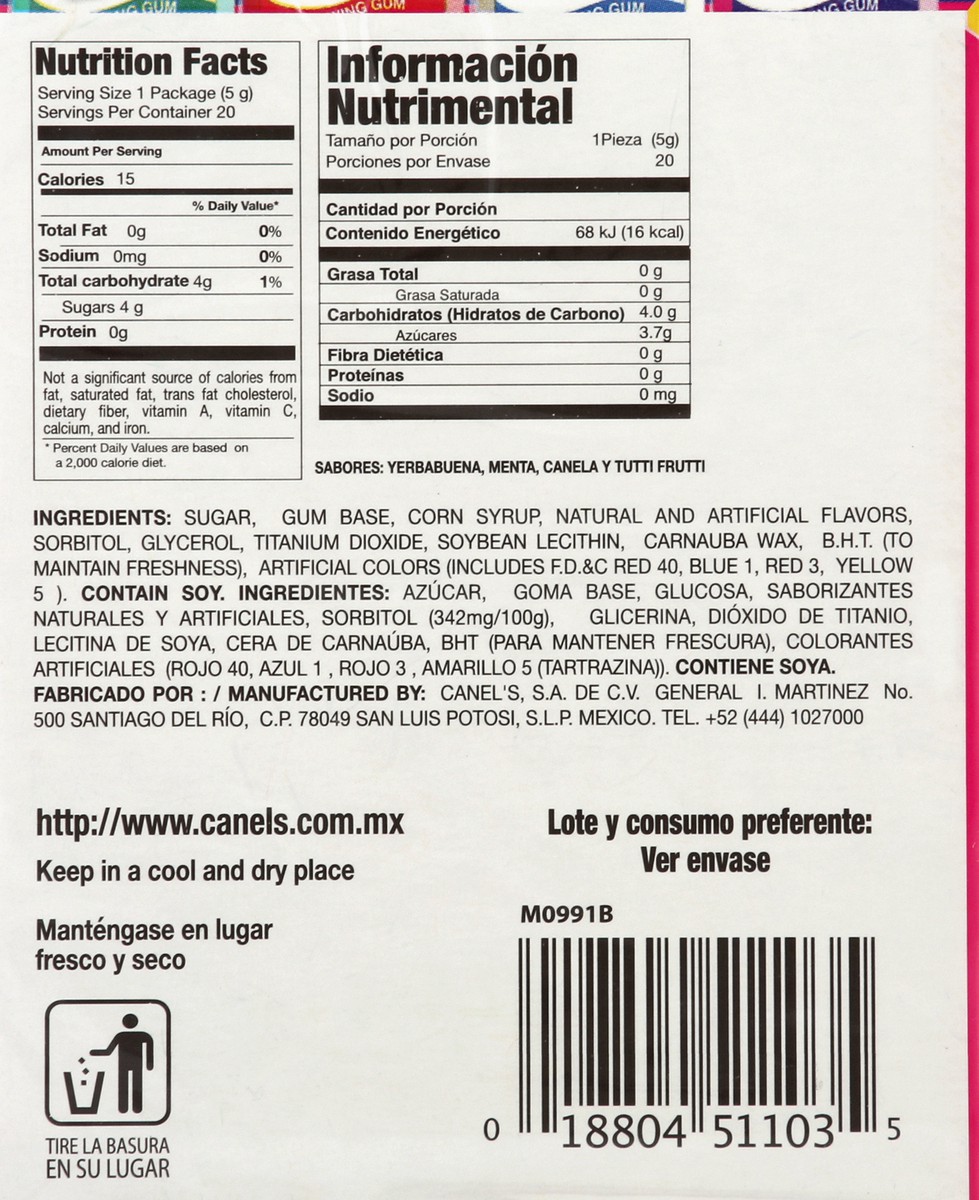 GUM
ING GUM
G GUM
NG GUM
Nutrition Facts
Serving Size 1 Package (5 g)
Servings Per Container 20
Amount Per Serving
Calories 15
% Daily Value*
Total Fat 0g 0%
Sodium 0mg 0%
Total carbohydrate 4g 1%
Sugars 4 g
Protein 0g
Not a significant source of calories from
fat, saturated fat, trans fat cholesterol,
dietary fiber, vitamin A, vitamin C,
calcium, and iron.
* Percent Daily Values are based on
a 2,000 calorie diet.
Información
Nutrimental
Tamaño por Porción 1Pieza (5g)
Porciones por Envase 20
Cantidad por Porción
Contenido Energético 68 kJ (16 kcal)
Grasa Total 0 g
Grasa Saturada 0 g
Carbohidratos (Hidratos de Carbono) 4.0 g
Azúcares 3.7g
Fibra Dietética 0 g
Proteínas 0 g
Sodio 0 mg
SABORES: YERBABUENA, MENTA, CANELA Y TUTTI FRUTTI
INGREDIENTS: SUGAR, GUM BASE, CORN SYRUP, NATURAL AND ARTIFICIAL FLAVORS,
SORBITOL, GLYCEROL, TITANIUM DIOXIDE, SOYBEAN LECITHIN, CARNAUBA WAX, B.H.T. (TO
MAINTAIN FRESHNESS), ARTIFICIAL COLORS (INCLUDES F.D.&C RED 40, BLUE 1, RED 3, YELLOW
5 ). CONTAIN SOY. INGREDIENTES: AZÚCAR, GOMA BASE, GLUCOSA, SABORIZANTES
NATURALES Y ARTIFICIALES, SORBITOL (342mg/100g), GLICERINA, DIÓXIDO DE TITANIO,
LECITINA DE SOYA, CERA DE CARNAÚBA, BHT (PARA MANTENER FRESCURA), COLORANTES
ARTIFICIALES (ROJO 40, AZUL 1 , ROJO 3 , AMARILLO 5 (TARTRAZINA)). CONTIENE SOYA.
FABRICADO POR : / MANUFACTURED BY: CANEL'S, S.A. DE C.V. GENERAL I. MARTINEZ No.
500 SANTIAGO DEL RÍO, C.P. 78049 SAN LUIS POTOSI, S.L.P. MEXICO. TEL. +52 (444) 1027000
http://www.canels.com.mx
Keep in a cool and dry place
Manténgase en lugar
fresco y seco
TIRE LA BASURA
EN SU LUGAR
Lote y consumo preferente:
Ver envase
M0991B
0 18804 51103 5